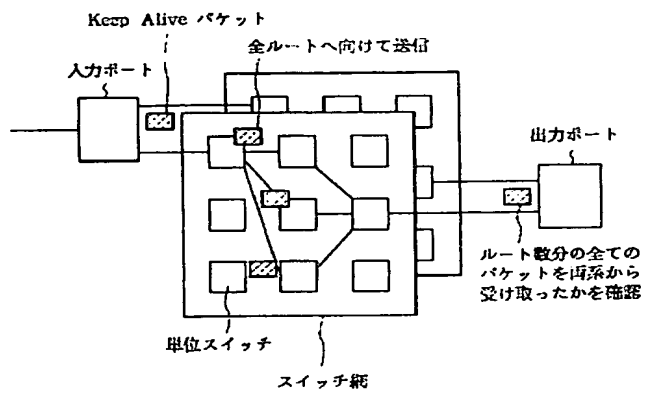 Keep Alive パケット
全ルートへ向けて送信
入力ポート
出力ポート
ルート数分の全ての
パケットを両系から
受け取ったかを確認
単位スイッチ
スイッチ網